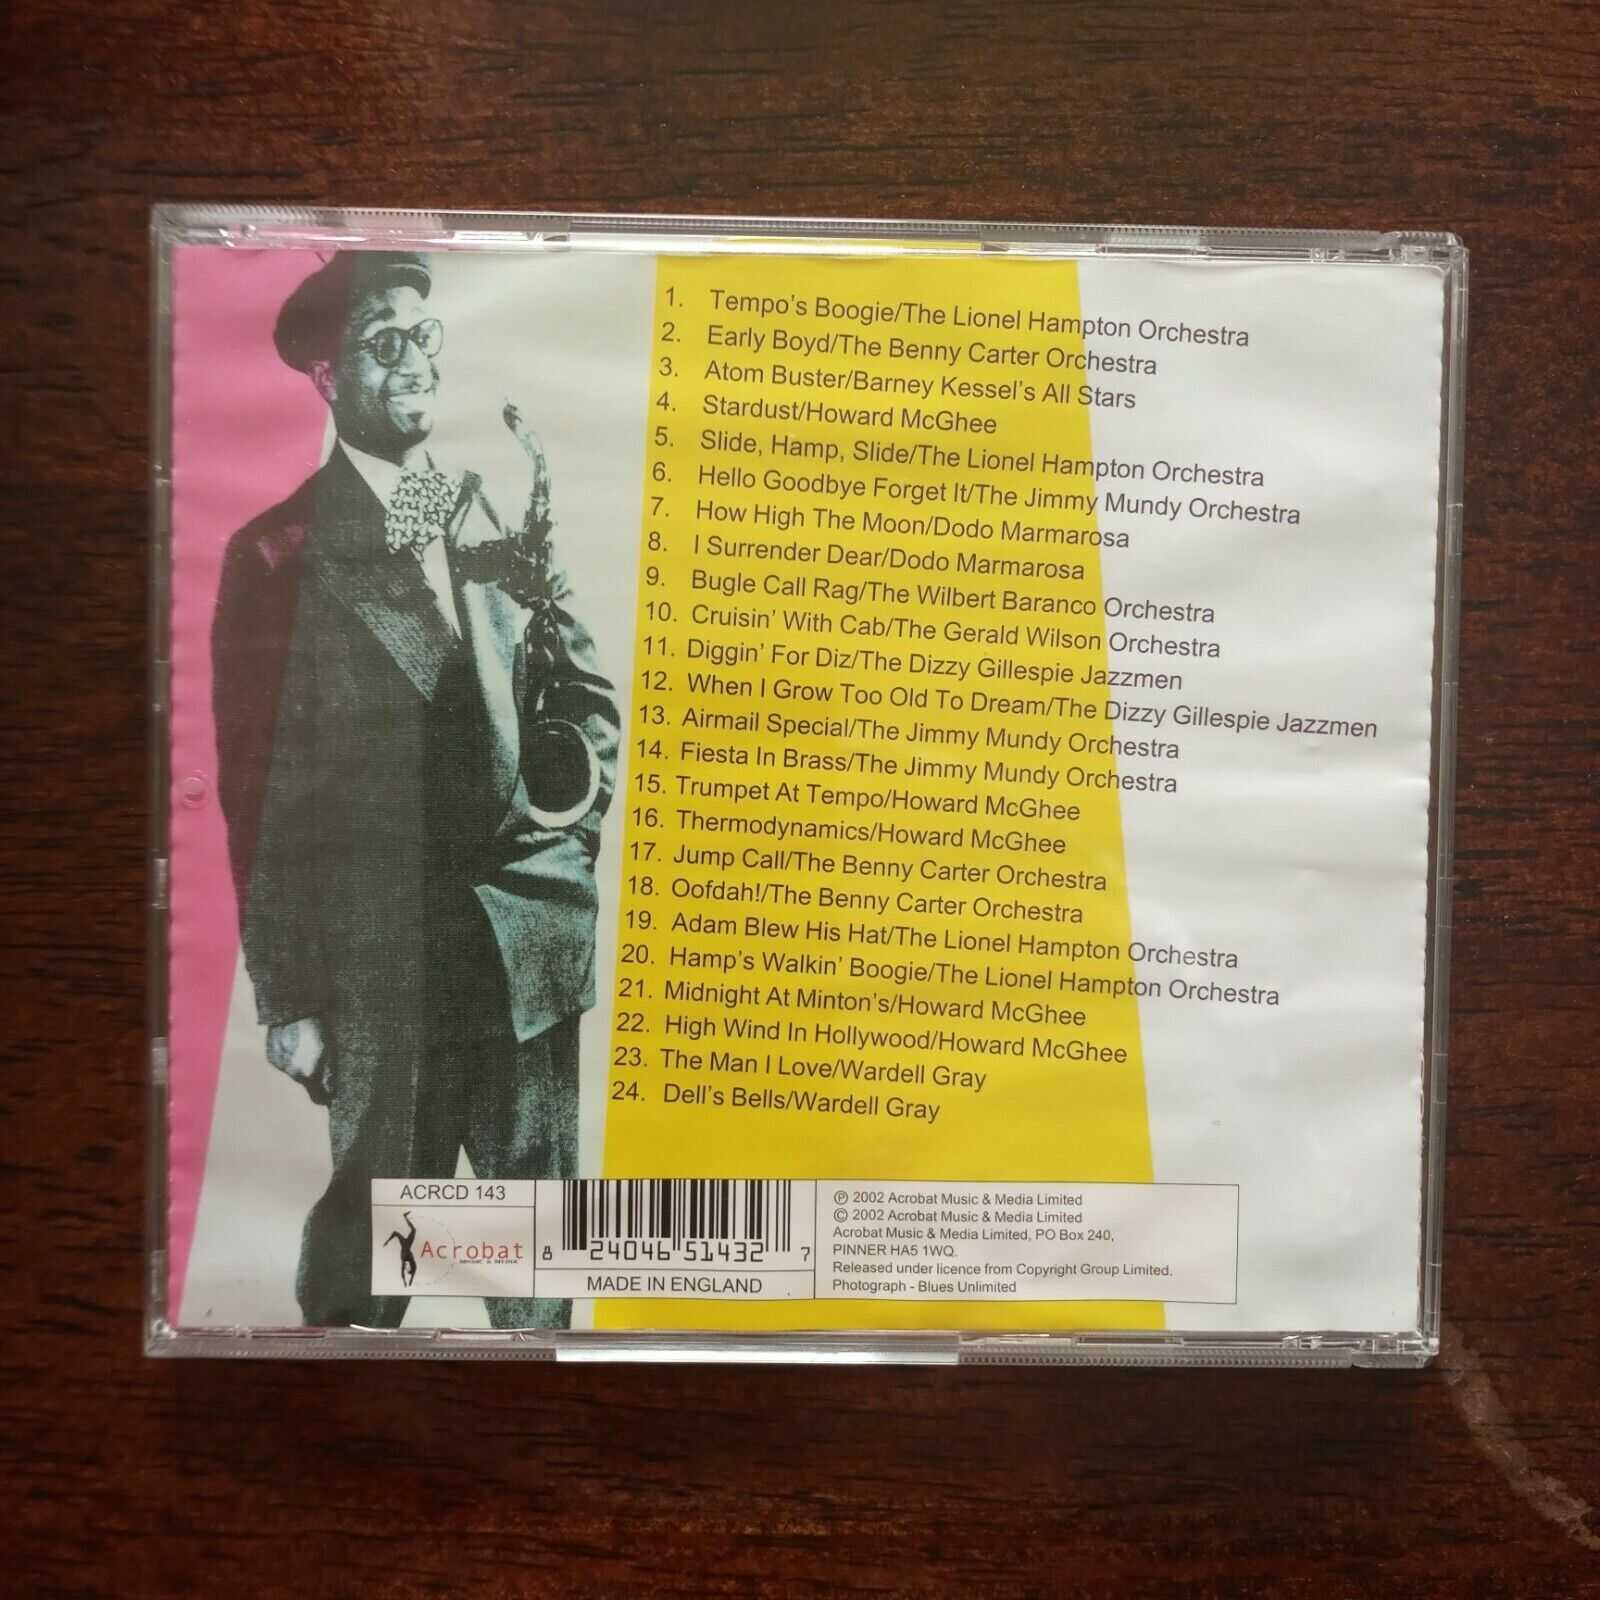 1. Tempo's Boogie/The Lionel Hampton Orchestra
2. Early Boyd/The Benny Carter Orchestra
3. Atom Buster/Barney Kessel's All Stars
4. Stardust/Howard McGhee
5. Slide, Hamp, Slide/The Lionel Hampton Orchestra
6. Hello Goodbye Forget It/The Jimmy Mundy Orchestra
7. How High The Moon/Dodo Marmarosa
8. I Surrender Dear/Dodo Marmarosa
9. Bugle Call Rag/The Wilbert Baranco Orchestra
10. Cruisin' With Cab/The Gerald Wilson Orchestra
11. Diggin' For Diz/The Dizzy Gillespie Jazzmen
12. When I Grow Too Old To Dream/The Dizzy Gillespie Jazzmen
13. Airmail Special/The Jimmy Mundy Orchestra
14. Fiesta In Brass/The Jimmy Mundy Orchestra
15. Trumpet At Tempo/Howard McGhee
16. Thermodynamics/Howard McGhee
17. Jump Call/The Benny Carter Orchestra
18. Oofdah!/The Benny Carter Orchestra
19. Adam Blew His Hat/The Lionel Hampton Orchestra
20. Hamp's Walkin' Boogie/The Lionel Hampton Orchestra
21. Midnight At Minton's/Howard McGhee
22. High Wind In Hollywood/Howard McGhee
23. The Man I Love/Wardell Gray
24. Dell's Bells/Wardell Gray
ACRCD 143
Acrobat
MUSIC & MEDIA
8 24046 51432 7
MADE IN ENGLAND
℗ 2002 Acrobat Music & Media Limited
© 2002 Acrobat Music & Media Limited
Acrobat Music & Media Limited, PO Box 240,
PINNER HA5 1WQ.
Released under licence from Copyright Group Limited.
Photograph - Blues Unlimited